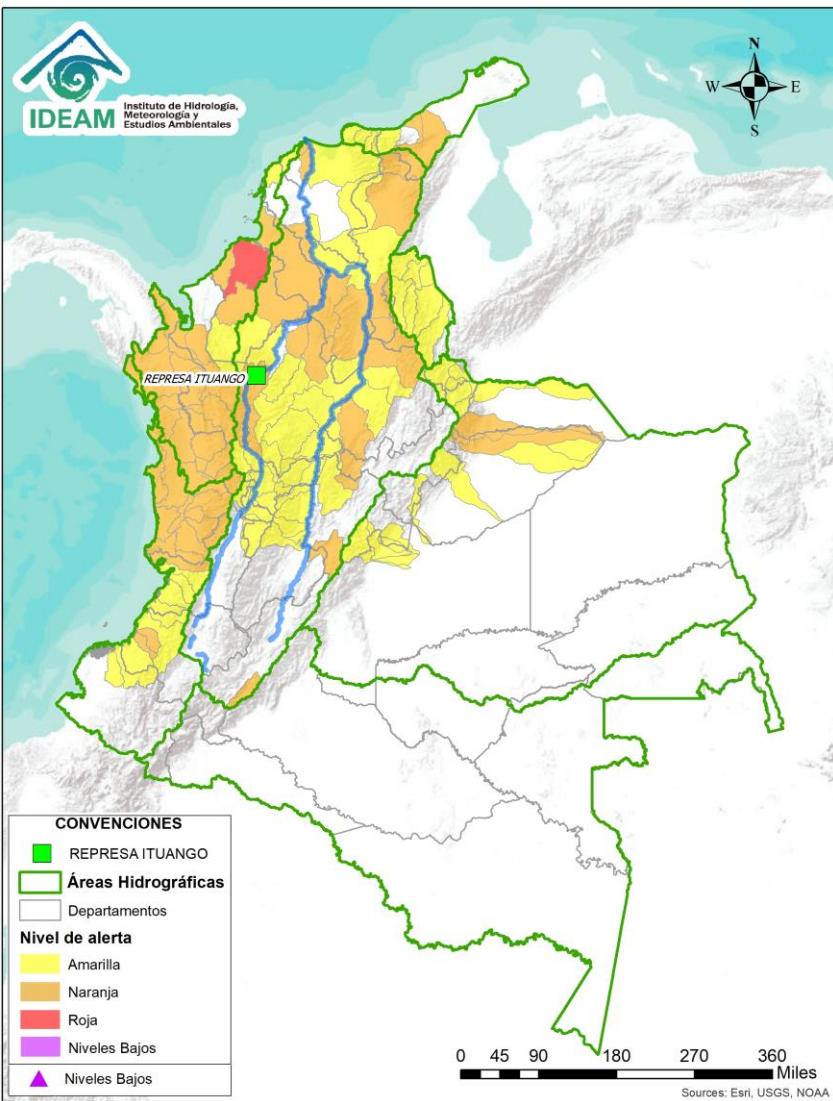 IDEAM
Instituto de Hidrología,
Meteorología y
Estudios Ambientales
N
W
E
S
REPRESA ITUANGO
CONVENCIONES
REPRESA ITUANGO
Áreas Hidrográficas
Departamentos
Nivel de alerta
Amarilla
Naranja
Roja
Niveles Bajos
Niveles Bajos
0 45 90 180 270 360
Miles
Sources: Esri, USGS, NOAA